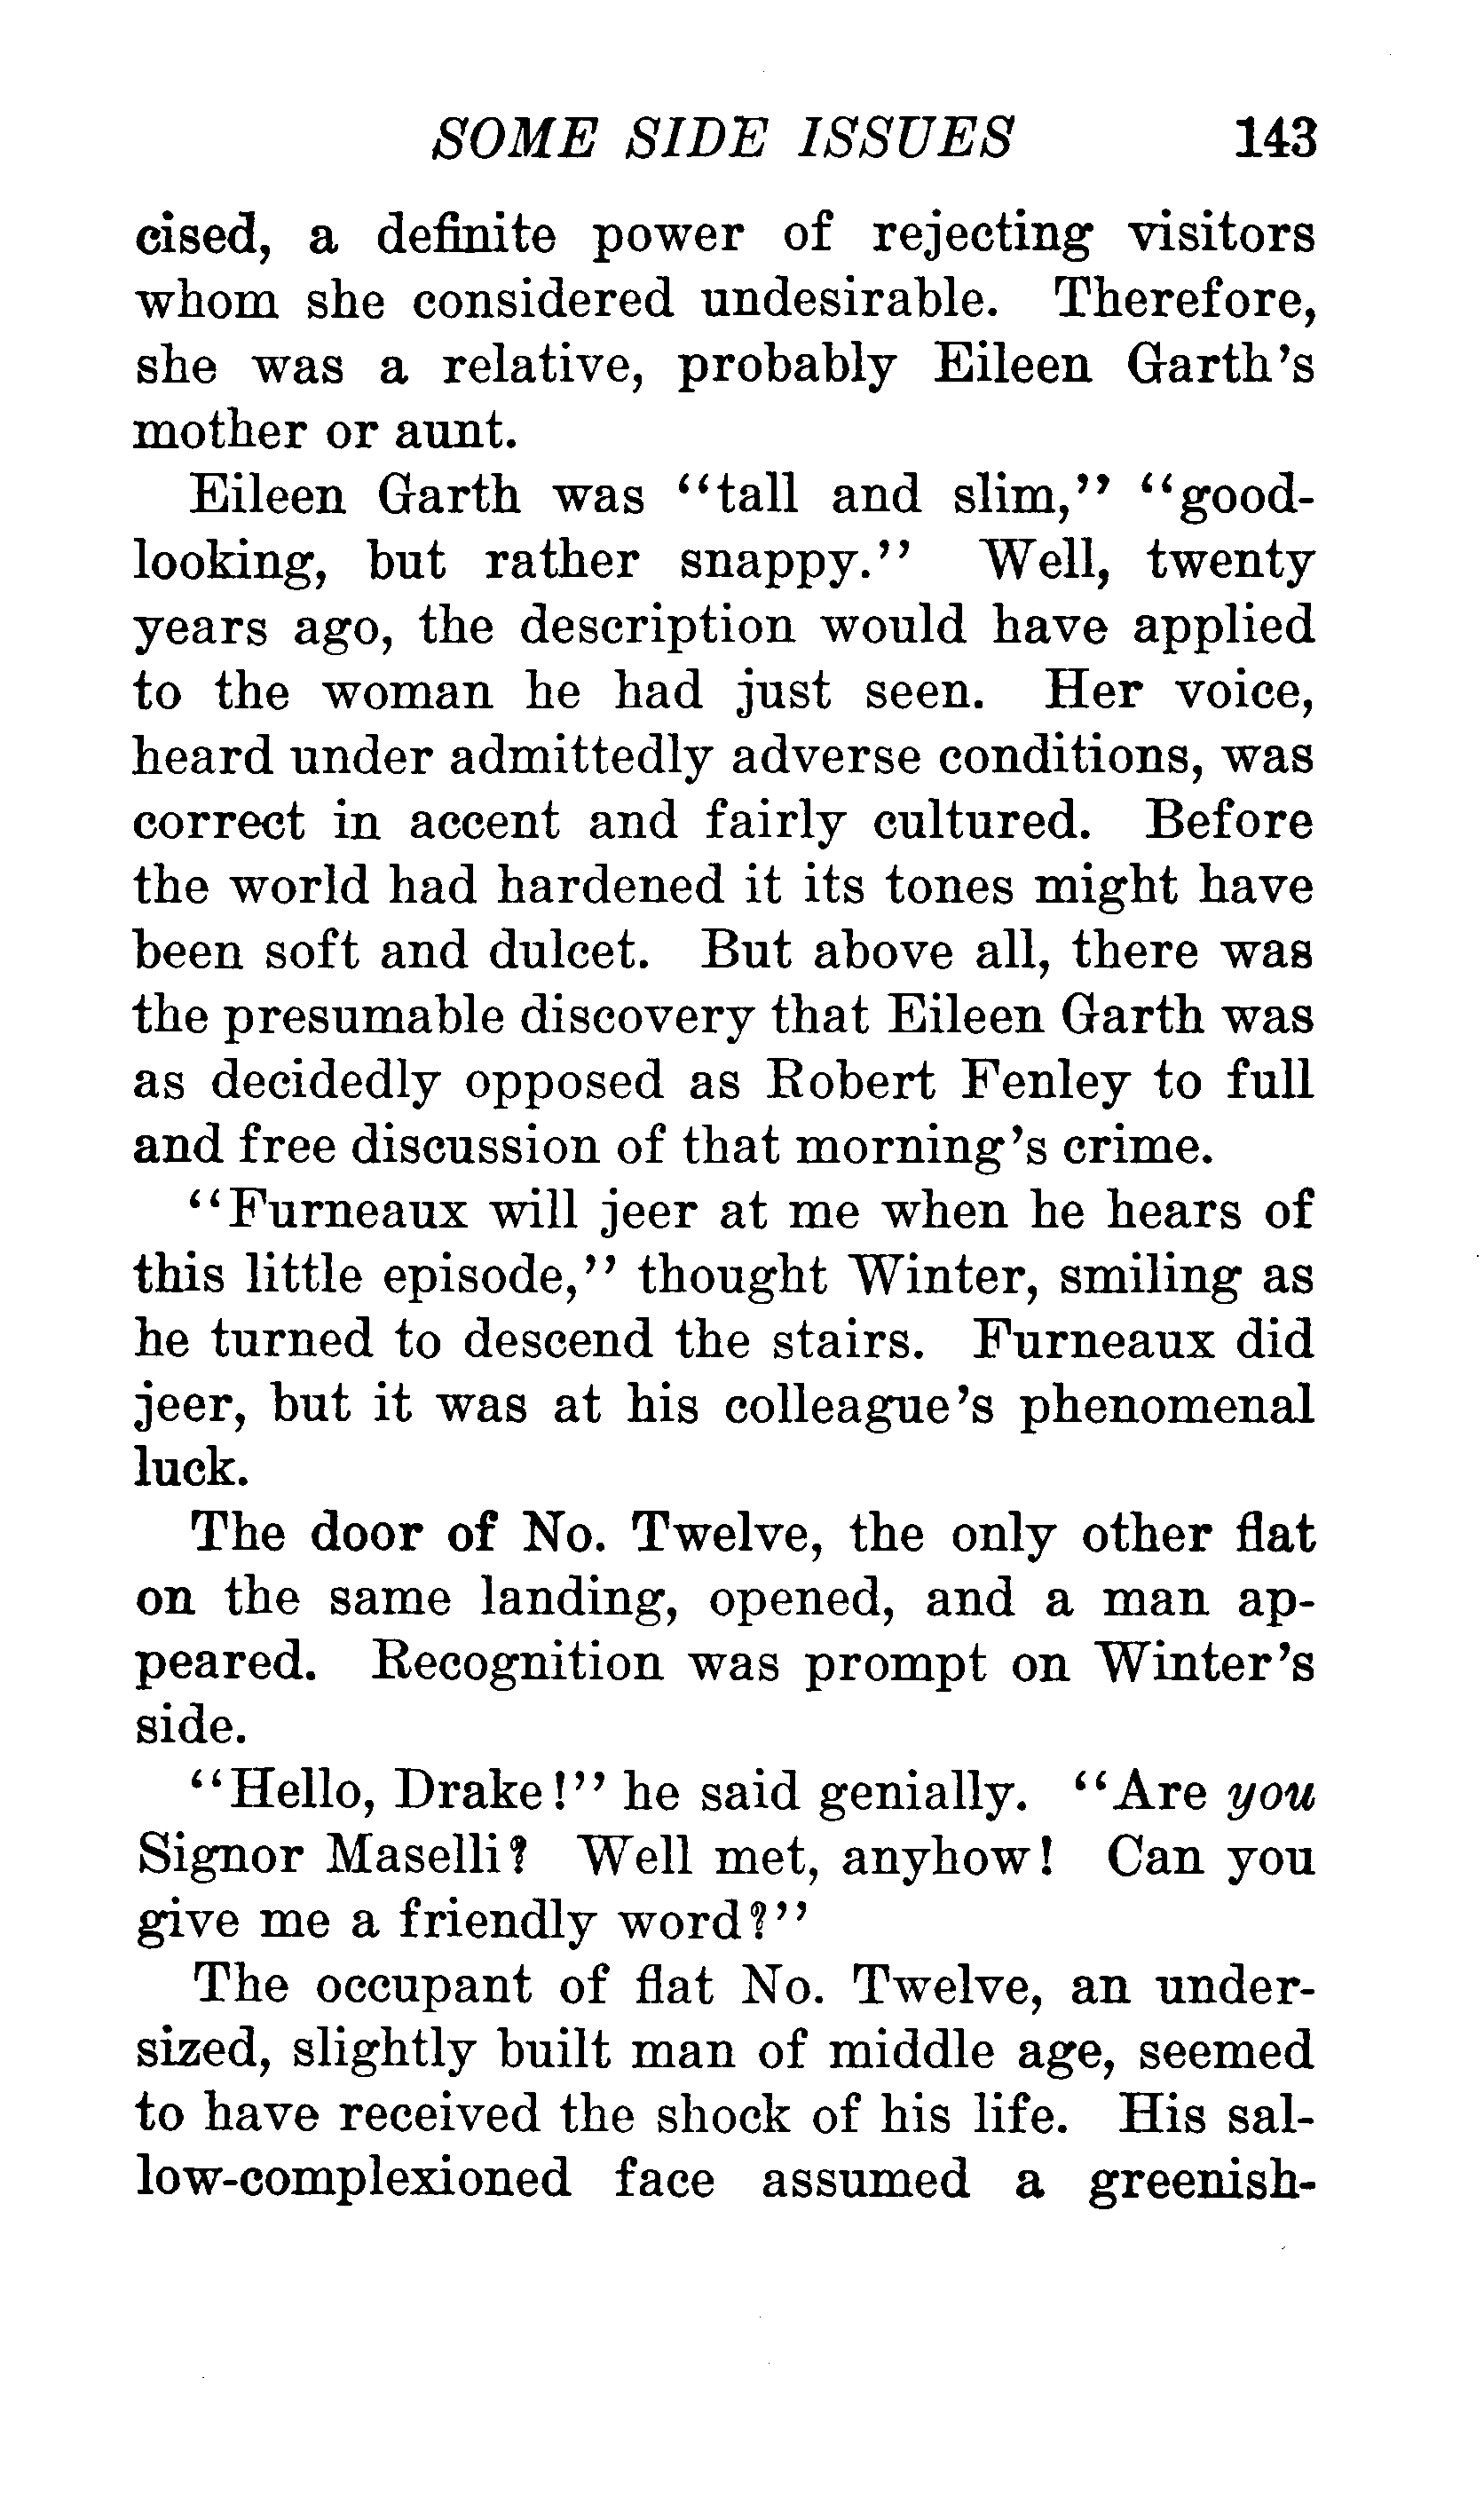 SOME SIDE ISSUES 143
cised, a definite power of rejecting visitors
whom she considered undesirable. Therefore,
she was a relative, probably Eileen Garth's
mother or aunt.
Eileen Garth was "tall and slim," "good-
looking, but rather snappy." Well, twenty
years ago, the description would have applied
to the woman he had just seen. Her voice,
heard under admittedly adverse conditions, was
correct in accent and fairly cultured. Before
the world had hardened it its tones might have
been soft and dulcet. But above all, there was
the presumable discovery that Eileen Garth was
as decidedly opposed as Robert Fenley to full
and free discussion of that morning's crime.
"Furneaux will jeer at me when he hears of
this little episode," thought Winter, smiling as
he turned to descend the stairs. Furneaux did
jeer, but it was at his colleague's phenomenal
luck.
The door of No. Twelve, the only other flat
on the same landing, opened, and a man ap-
peared. Recognition was prompt on Winter's
side.
"Hello, Drake!" he said genially. "Are you
Signor Maselli? Well met, anyhow! Can you
give me a friendly word?"
The occupant of flat No. Twelve, an under-
sized, slightly built man of middle age, seemed
to have received the shock of his life. His sal-
low-complexioned face assumed a greenish-